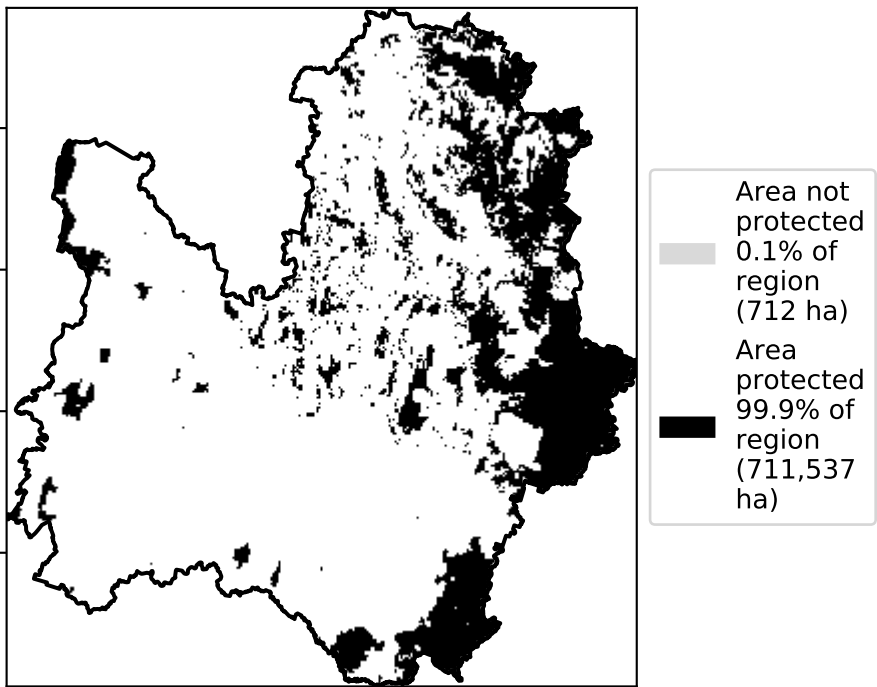 Area not
protected
0.1% of
region
(712 ha)
Area
protected
99.9% of
region
(711,537
ha)